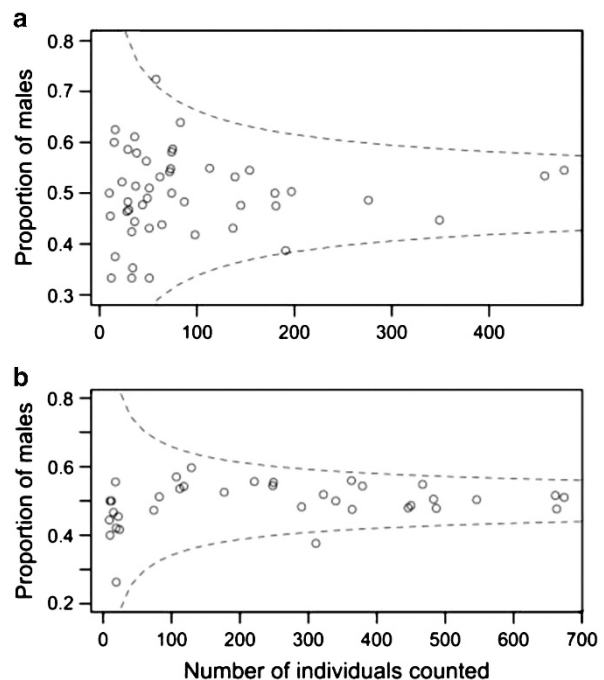 a
Proportion of males
0.8
0.7
0.6
0.5
0.4
0.3
0 100 200 300 400
b
Proportion of males
0.8
0.6
0.4
0.2
0 100 200 300 400 500 600 700
Number of individuals counted